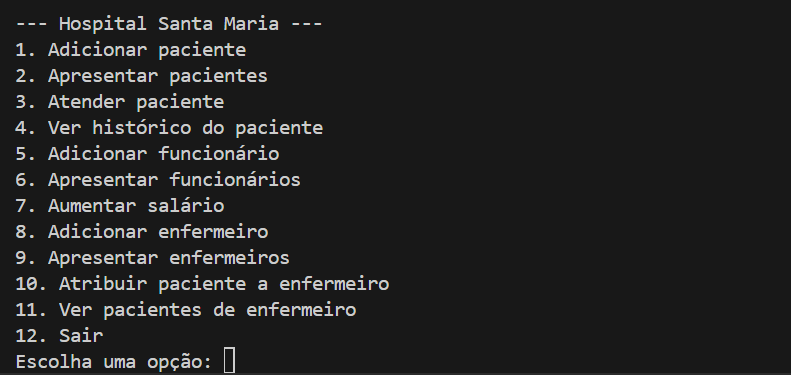 --- Hospital Santa Maria ---
1. Adicionar paciente
2. Apresentar pacientes
3. Atender paciente
4. Ver histórico do paciente
5. Adicionar funcionário
6. Apresentar funcionários
7. Aumentar salário
8. Adicionar enfermeiro
9. Apresentar enfermeiros
10. Atribuir paciente a enfermeiro
11. Ver pacientes de enfermeiro
12. Sair
Escolha uma opção: